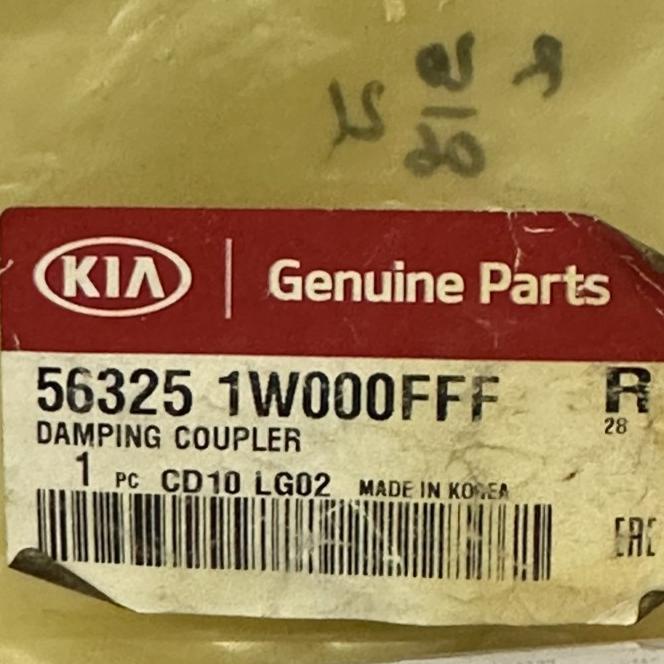 KIA Genuine Parts
56325 1W000FFF R
28
DAMPING COUPLER
1 PC CD10 LG02 MADE IN KOREA
EAC